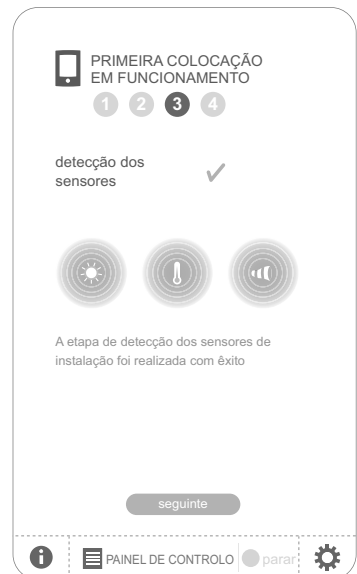 PRIMEIRA COLOCAÇÃO
EM FUNCIONAMENTO
1 2 3 4
detecção dos
sensores
A etapa de detecção dos sensores de
instalação foi realizada com êxito
seguinte
i PAINEL DE CONTROLO parar